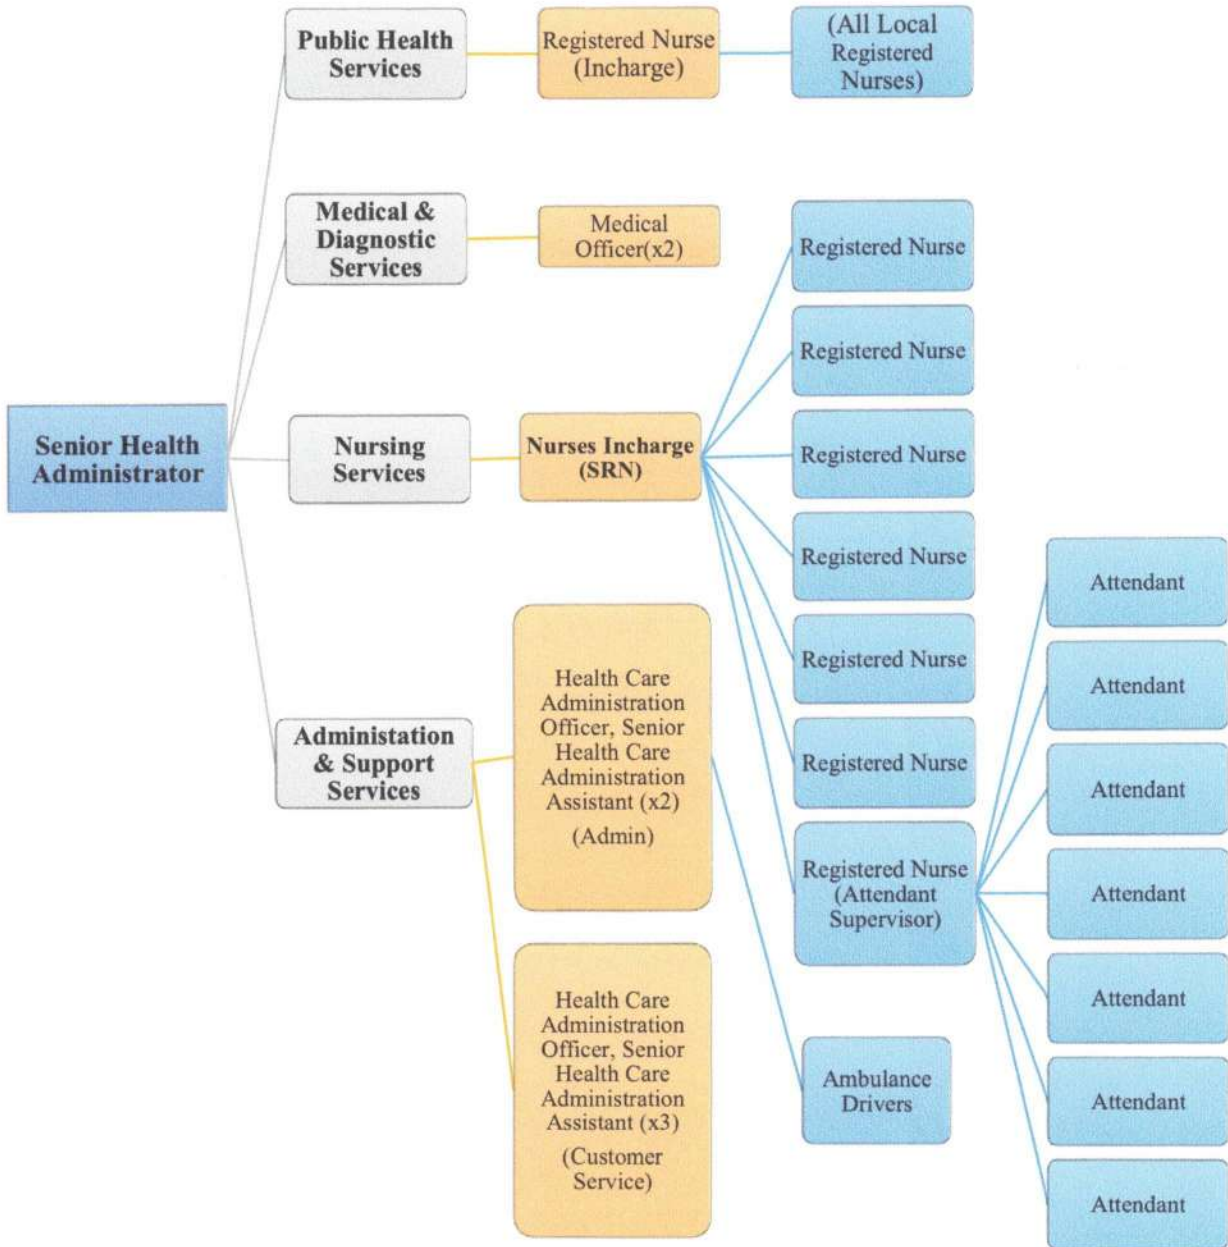 Public Health
Services
Registered Nurse
(Incharge)
(All Local
Registered
Nurses)
Medical &
Diagnostic
Services
Medical
Officer(x2)
Registered Nurse
Registered Nurse
Senior Health
Administrator
Nursing
Services
Nurses Incharge
(SRN)
Registered Nurse
Registered Nurse
Registered Nurse
Registered Nurse
Administation
& Support
Services
Health Care
Administration
Officer, Senior
Health Care
Administration
Assistant (x2)
(Admin)
Registered Nurse
(Attendant
Supervisor)
Attendant
Attendant
Attendant
Attendant
Attendant
Attendant
Attendant
Health Care
Administration
Officer, Senior
Health Care
Administration
Assistant (x3)
(Customer
Service)
Ambulance
Drivers